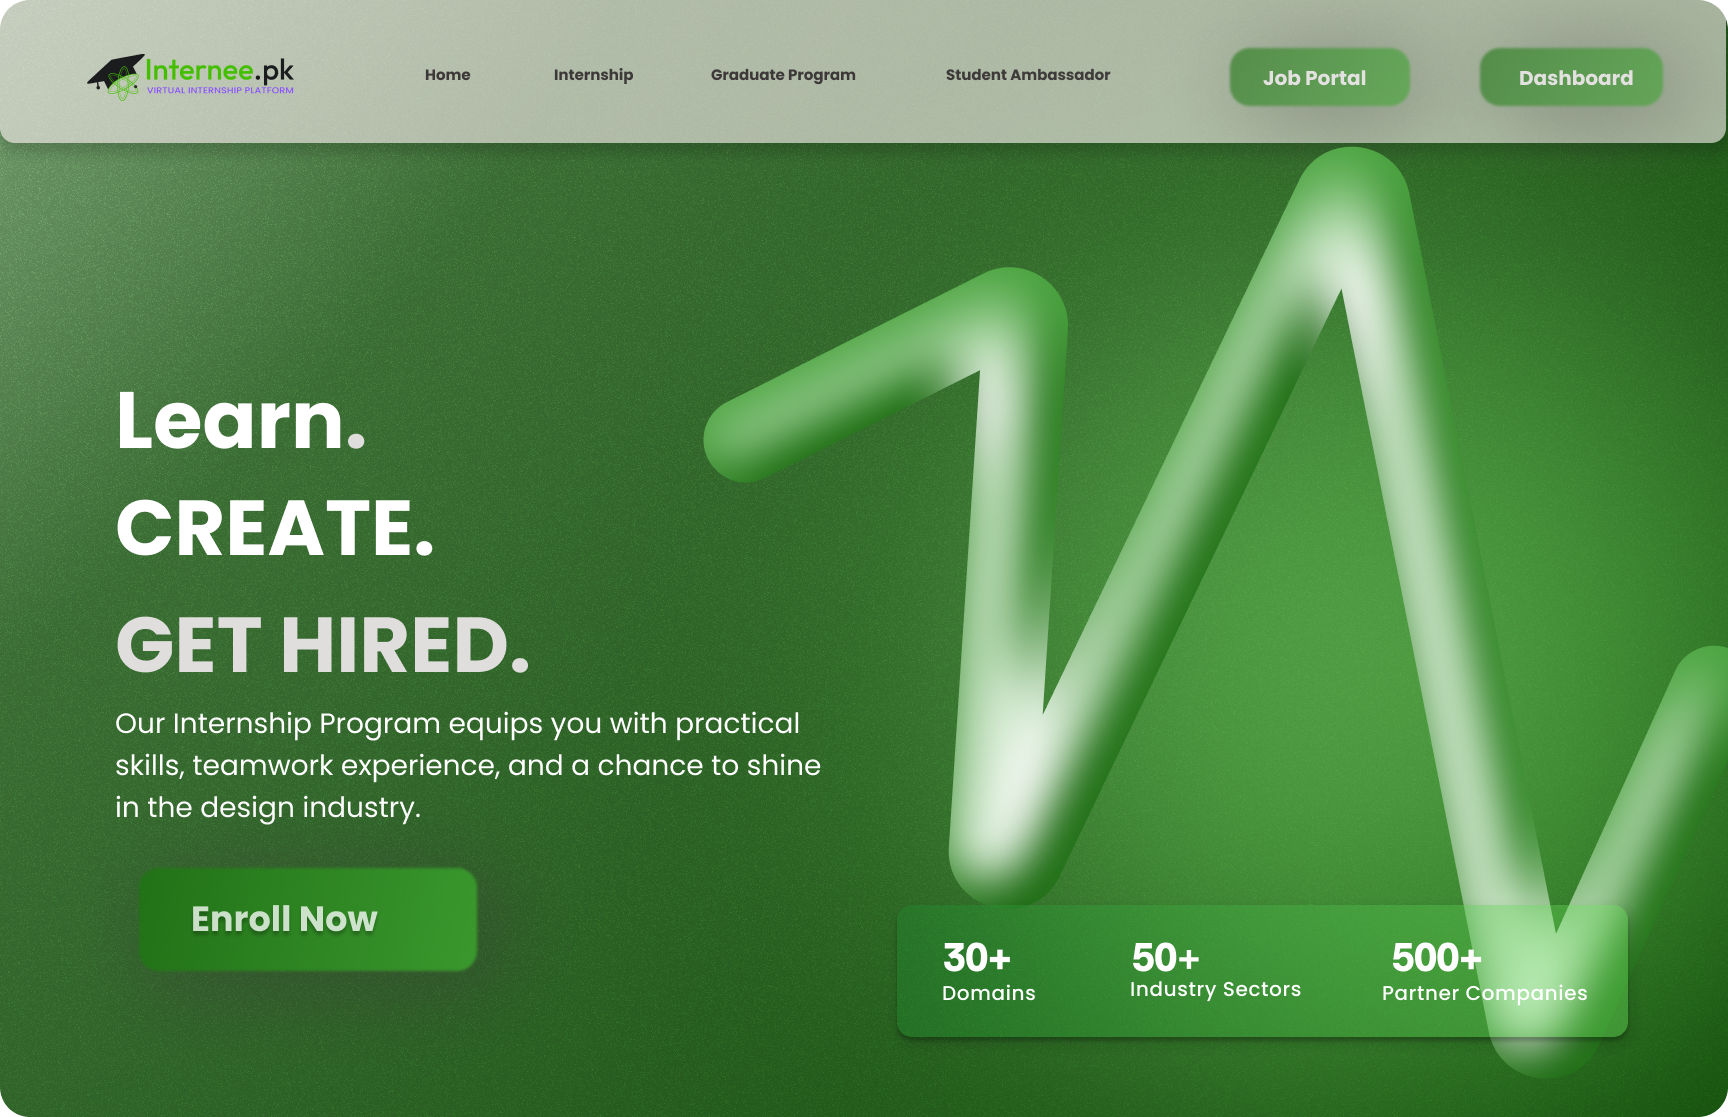 Internee.pk
VIRTUAL INTERNSHIP PLATFORM
Home
Internship
Graduate Program
Student Ambassador
Job Portal
Dashboard
Learn.
CREATE.
GET HIRED.
Our Internship Program equips you with practical
skills, teamwork experience, and a chance to shine
in the design industry.
Enroll Now
30+
Domains
50+
Industry Sectors
500+
Partner Companies